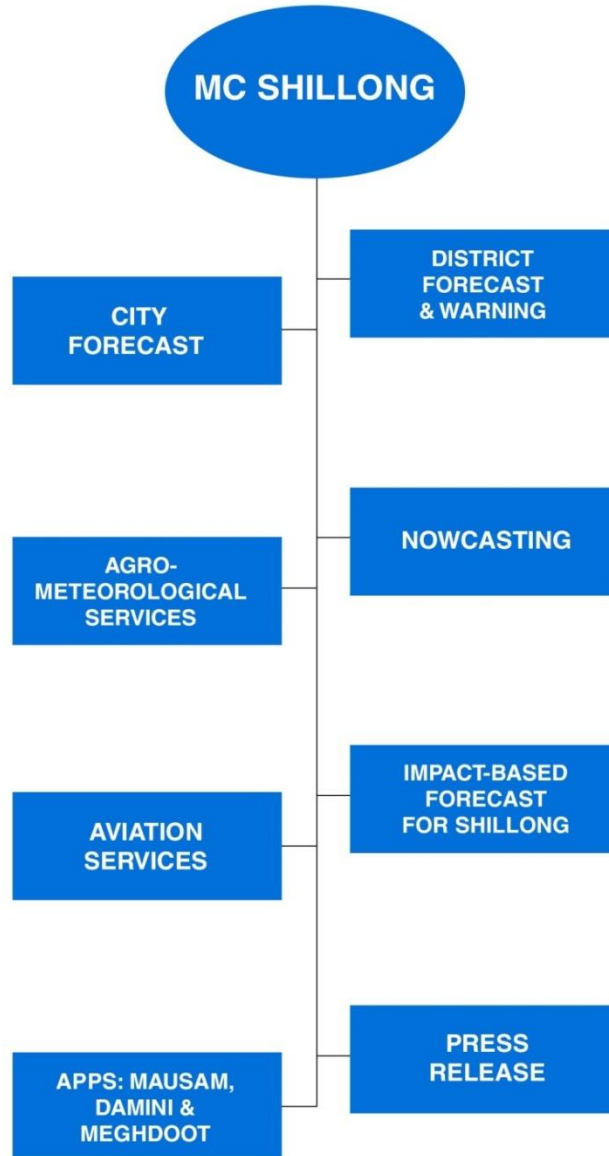 MC SHILLONG
DISTRICT
FORECAST
& WARNING
CITY
FORECAST
NOWCASTING
AGRO-
METEOROLOGICAL
SERVICES
IMPACT-BASED
FORECAST
FOR SHILLONG
AVIATION
SERVICES
PRESS
RELEASE
APPS: MAUSAM,
DAMINI &
MEGHDOOT